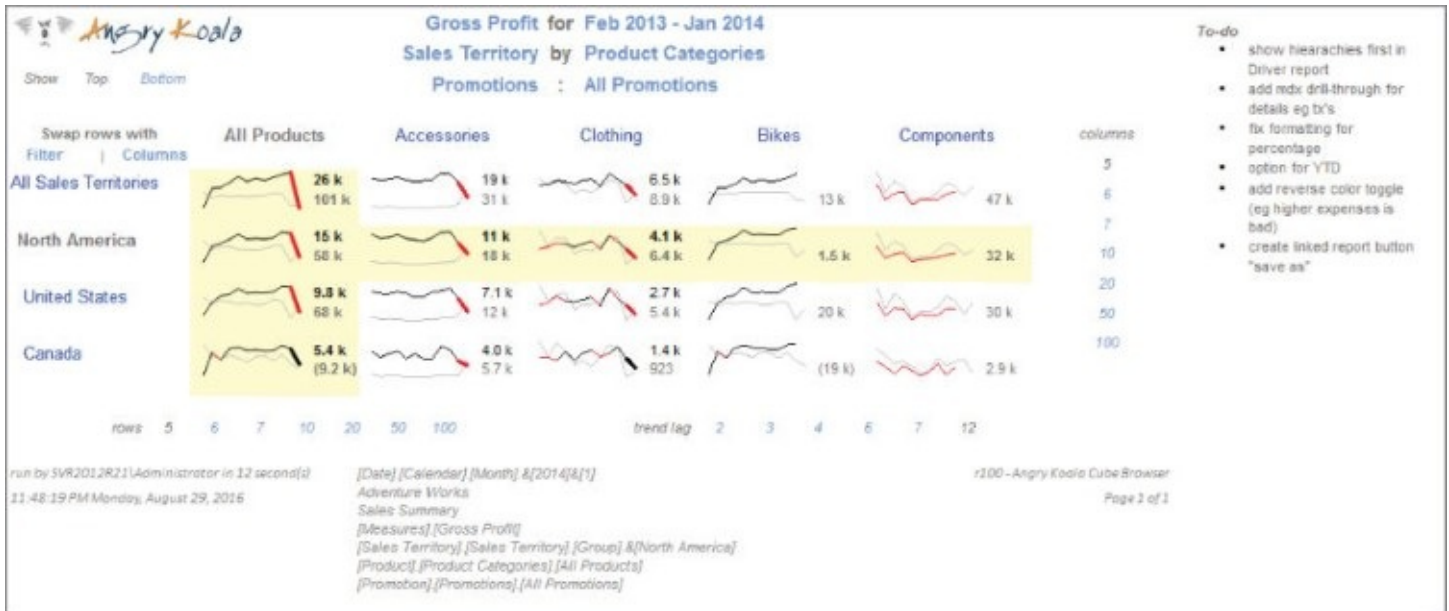 Angry Koala
Gross Profit for Feb 2013 - Jan 2014
Sales Territory by Product Categories
Promotions : All Promotions
Show Top Bottom
Swap rows with
Filter | Columns
All Products Accessories Clothing Bikes Components columns
All Sales Territories 26 k 19 k 6.5 k
101 k 31 k 8.9 k 13 k 47 k
North America 15 k 11 k 4.1 k
58 k 18 k 6.4 k 1.5 k 32 k
United States 9.8 k 7.1 k 2.7 k
68 k 12 k 5.4 k 20 k 30 k
Canada 5.4 k 4.0 k 1.4 k
(9.2 k) 5.7 k 923 (19 k) 2.9 k
5
6
7
10
20
50
100
To-do
• show hiearachies first in
Driver report
• add mdx drill-through for
details eg tx's
• fix formatting for
percentage
• option for YTD
• add reverse color toggle
(eg higher expenses is
bad)
• create linked report button
"save as"
rows 5 6 7 10 20 50 100
trend lag 2 3 4 6 7 12
run by SVR2012R21\Administrator in 12 second(s)
11:48:19 PM Monday, August 29, 2016
[Date].[Calendar].[Month].&[2014]&[1]
Adventure Works
Sales Summary
[Measures].[Gross Profit]
[Sales Territory].[Sales Territory].[Group].&[North America]
[Product].[Product Categories].[All Products]
[Promotion].[Promotions].[All Promotions]
r100 - Angry Koala Cube Browser
Page 1 of 1